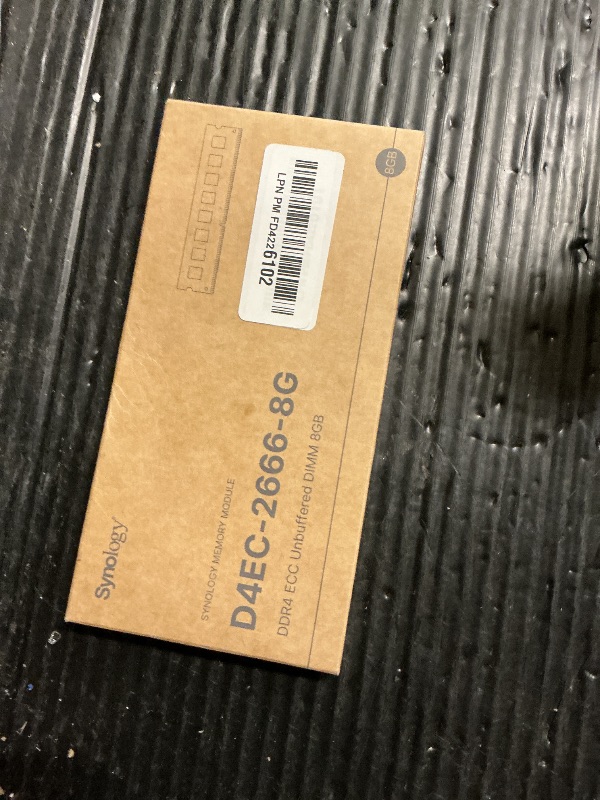 8GB
LPN PM FD4226102
Synology
SYNOLOGY MEMORY MODULE
D4EC-2666-8G
DDR4 ECC Unbuffered DIMM 8GB